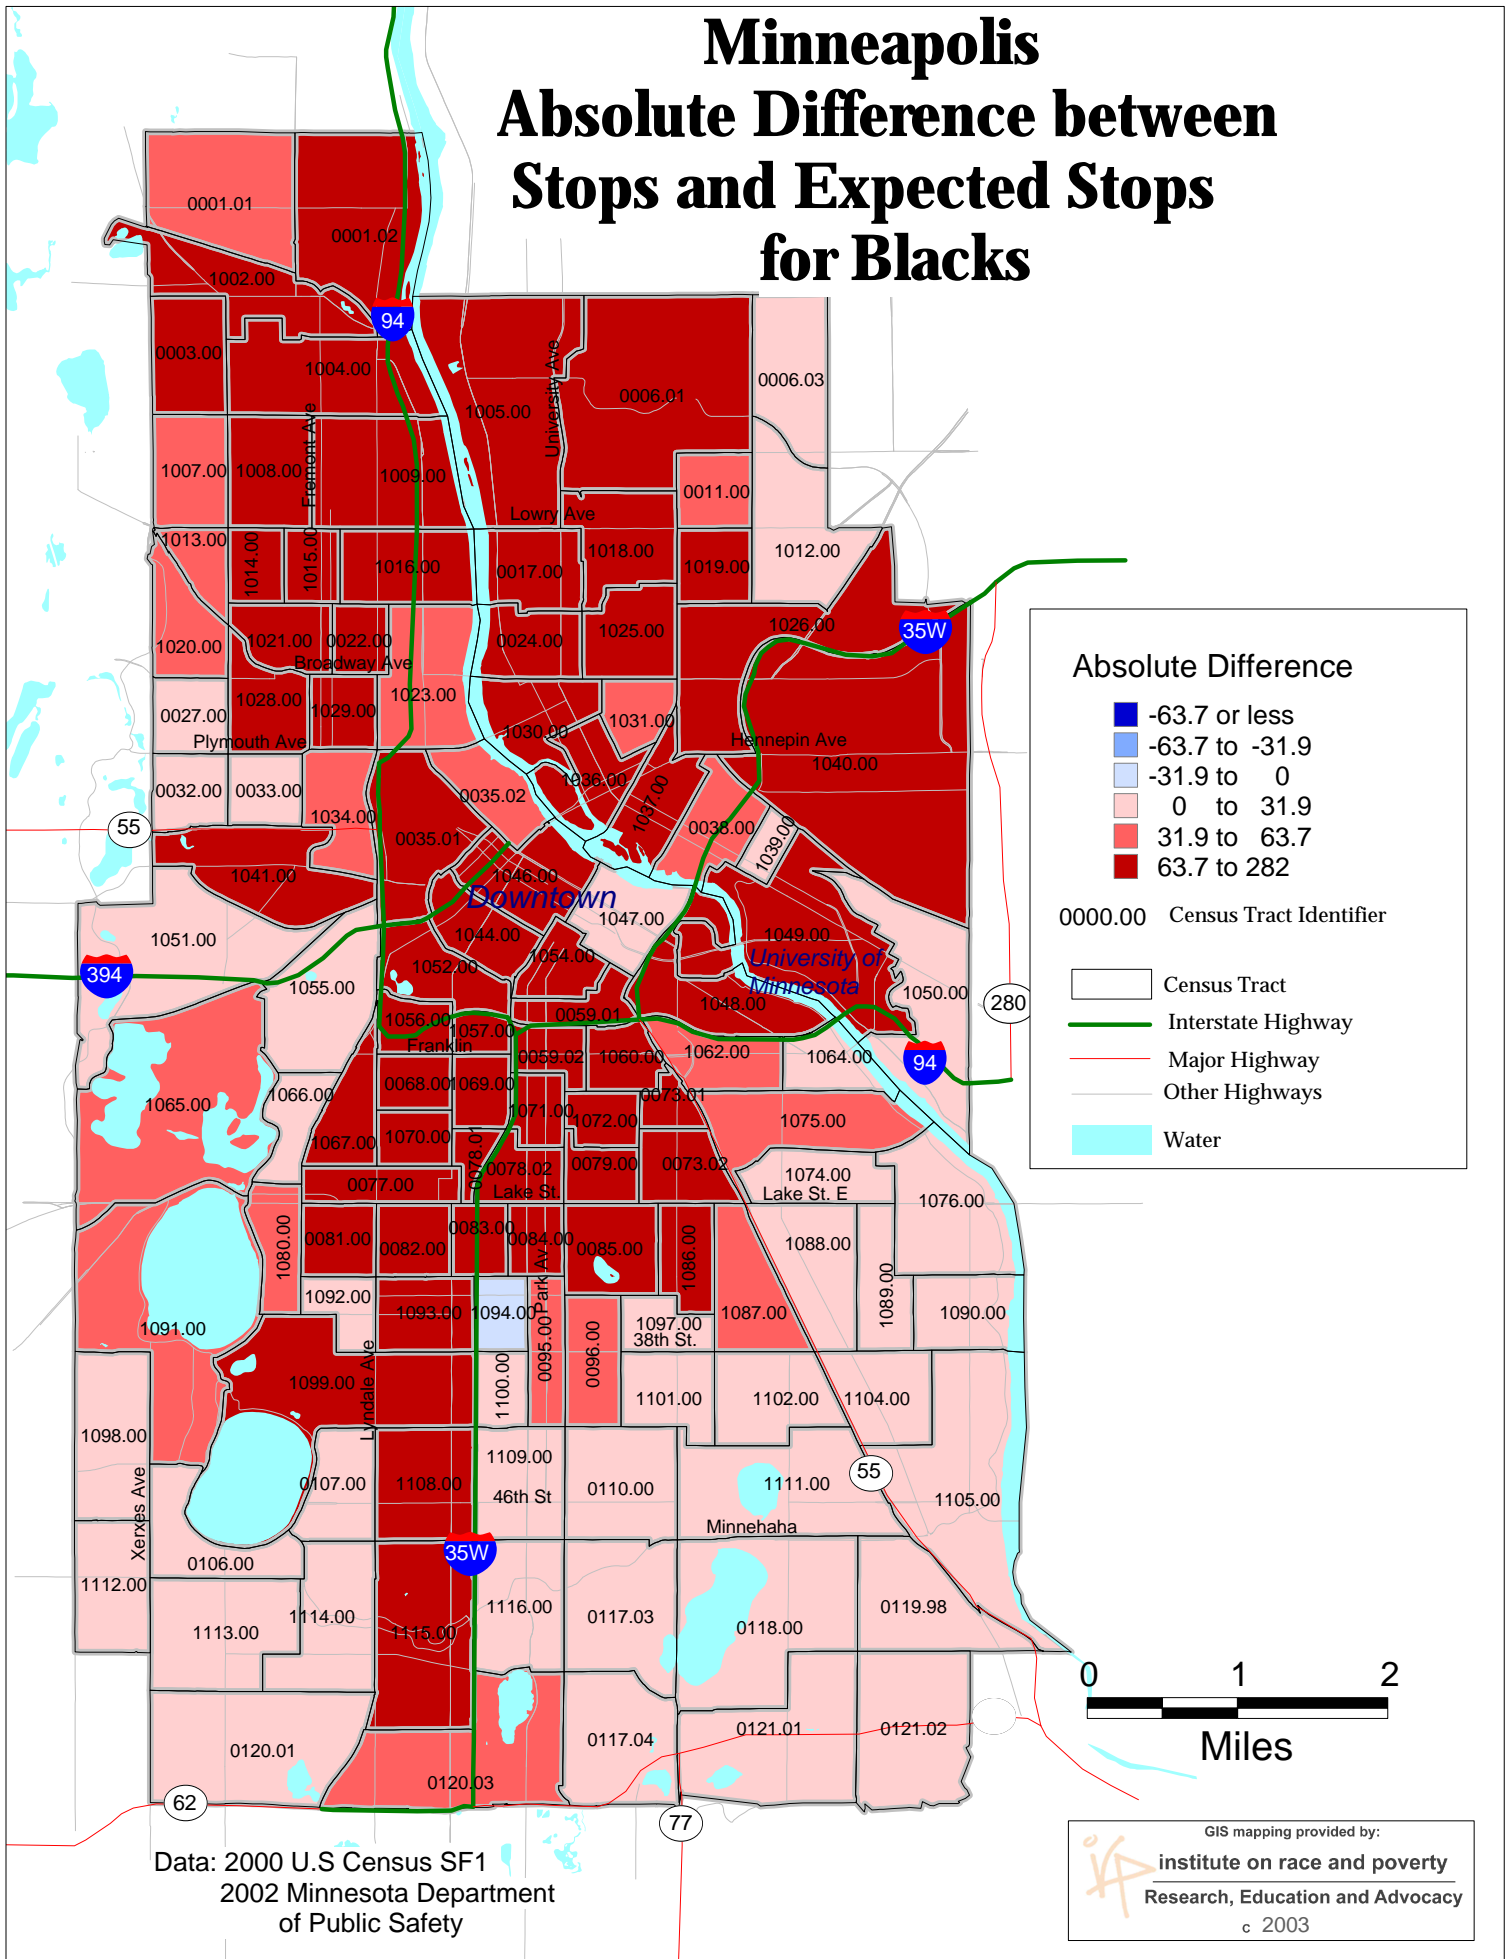 Minneapolis
Absolute Difference between
Stops and Expected Stops
for Blacks
0001.01
0001.02
1002.00
94
0003.00
1004.00
0006.03
0006.01
1005.00
University Ave
Fremont Ave
1007.00
1008.00
1009.00
0011.00
Lowry Ave
1013.00
1014.00
1015.00
1016.00
0017.00
1018.00
1019.00
1012.00
1020.00
1021.00
0022.00
0024.00
1025.00
1026.00
35W
Broadway Ave
1023.00
0027.00
1028.00
1029.00
1030.00
1031.00
Plymouth Ave
Hennepin Ave
1040.00
0032.00
0033.00
1034.00
0035.02
1036.00
1037.00
0038.00
1039.00
55
0035.01
1041.00
1046.00
Downtown
1047.00
1051.00
1044.00
1054.00
1049.00
University of
Minnesota
394
1052.00
1055.00
1048.00
1050.00
280
1056.00
1057.00
0059.01
Franklin
0059.02
1060.00
1062.00
1064.00
94
1065.00
1066.00
0068.00
1069.00
0073.01
1071.00
1072.00
1075.00
1067.00
1070.00
0078.01
0078.02
0079.00
0073.02
1074.00
0077.00
Lake St.
Lake St. E
1076.00
1080.00
0081.00
0082.00
0083.00
0084.00
0085.00
1086.00
1088.00
1089.00
Park Av
1092.00
1093.00
1094.00
0095.00
0096.00
1097.00
38th St.
1087.00
1090.00
1091.00
1099.00
Lyndale Ave
1100.00
1101.00
1102.00
1104.00
1098.00
0107.00
1108.00
1109.00
46th St
0110.00
1111.00
55
1105.00
Xerxes Ave
Minnehaha
35W
0106.00
1112.00
1113.00
1114.00
1115.00
1116.00
0117.03
0118.00
0119.98
0120.01
0120.03
0117.04
0121.01
0121.02
62
77
Absolute Difference
-63.7 or less
-63.7 to -31.9
-31.9 to 0
0 to 31.9
31.9 to 63.7
63.7 to 282
0000.00 Census Tract Identifier
Census Tract
Interstate Highway
Major Highway
Other Highways
Water
0 1 2
Miles
Data: 2000 U.S Census SF1
2002 Minnesota Department
of Public Safety
GIS mapping provided by:
irp
institute on race and poverty
Research, Education and Advocacy
c 2003